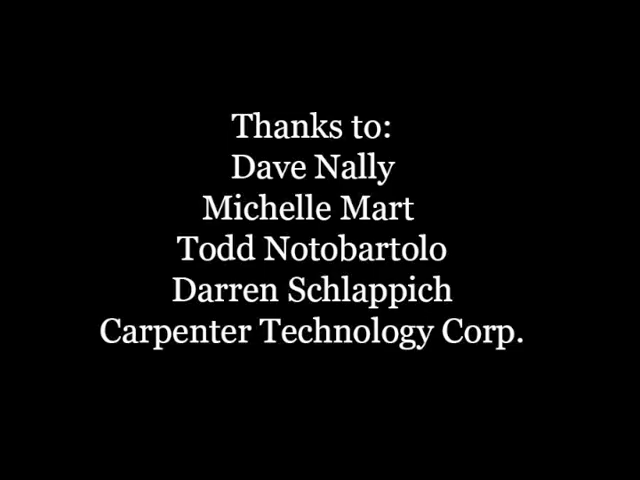 Thanks to:
Dave Nally
Michelle Mart
Todd Notobartolo
Darren Schlappich
Carpenter Technology Corp.